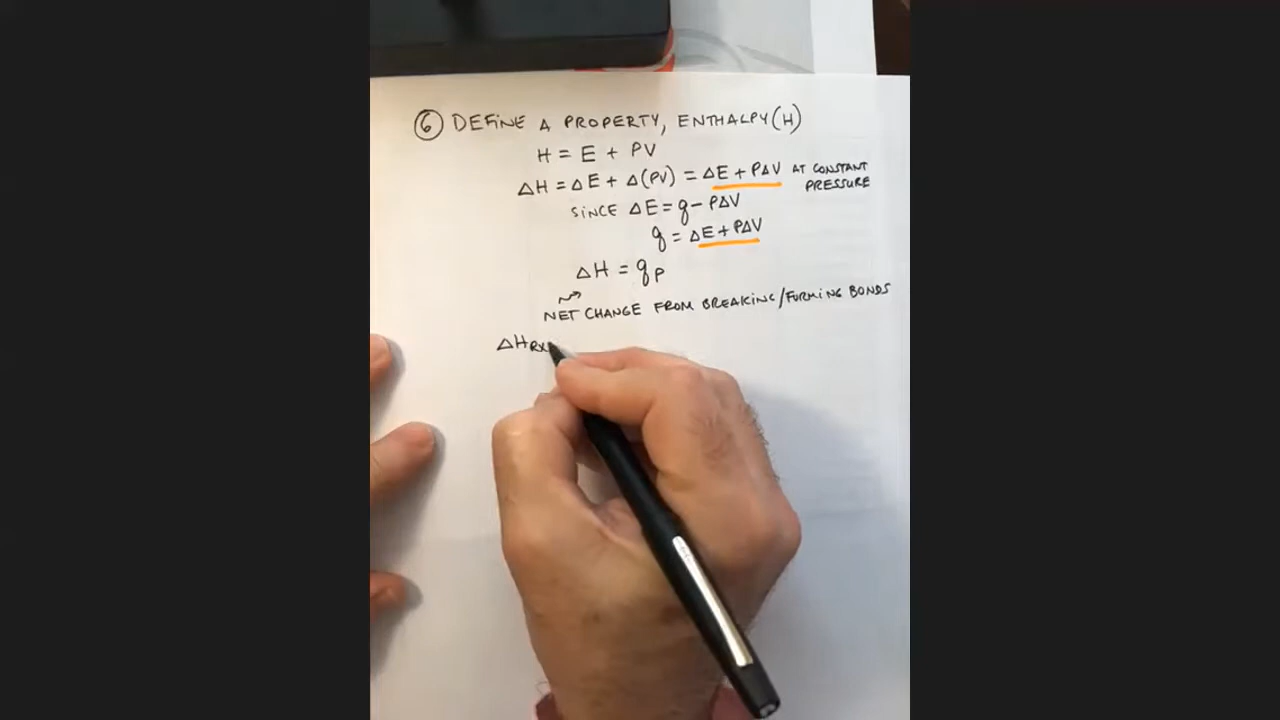 ⑥ DEFINE A PROPERTY, ENTHALPY (H)
H = E + PV
ΔH = ΔE + Δ(PV) = ΔE + PΔV AT CONSTANT PRESSURE
SINCE ΔE = q - PΔV
q = ΔE + PΔV
ΔH = qP
NET CHANGE FROM BREAKING/FORMING BONDS
ΔHRX